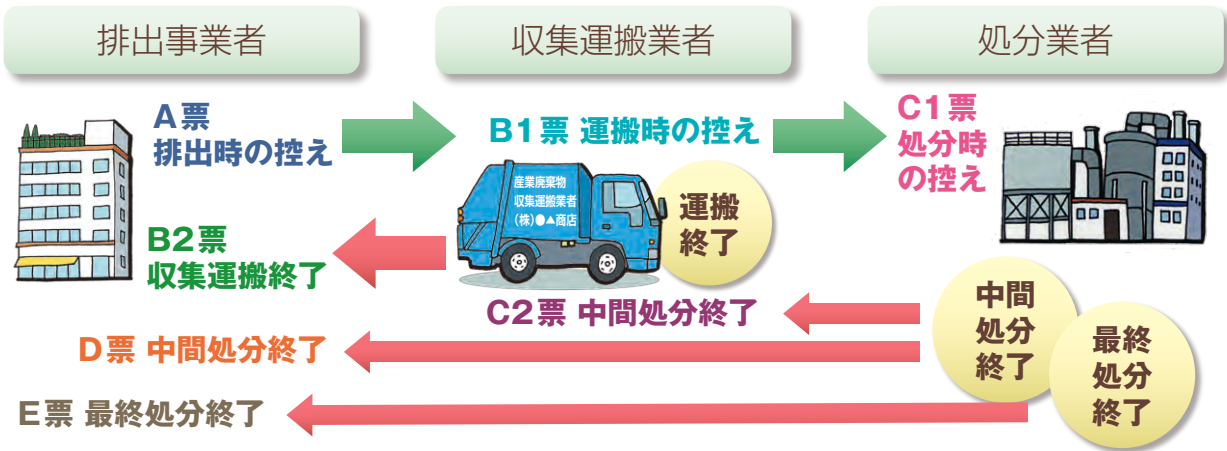 排出事業者
収集運搬業者
処分業者
A票
排出時の控え
B1票 運搬時の控え
C1票
処分時
の控え
産業廃棄物
収集運搬業者
(株)●▲商店
運搬
終了
B2票
収集運搬終了
C2票 中間処分終了
中間
処分
終了
D票 中間処分終了
最終
処分
終了
E票 最終処分終了